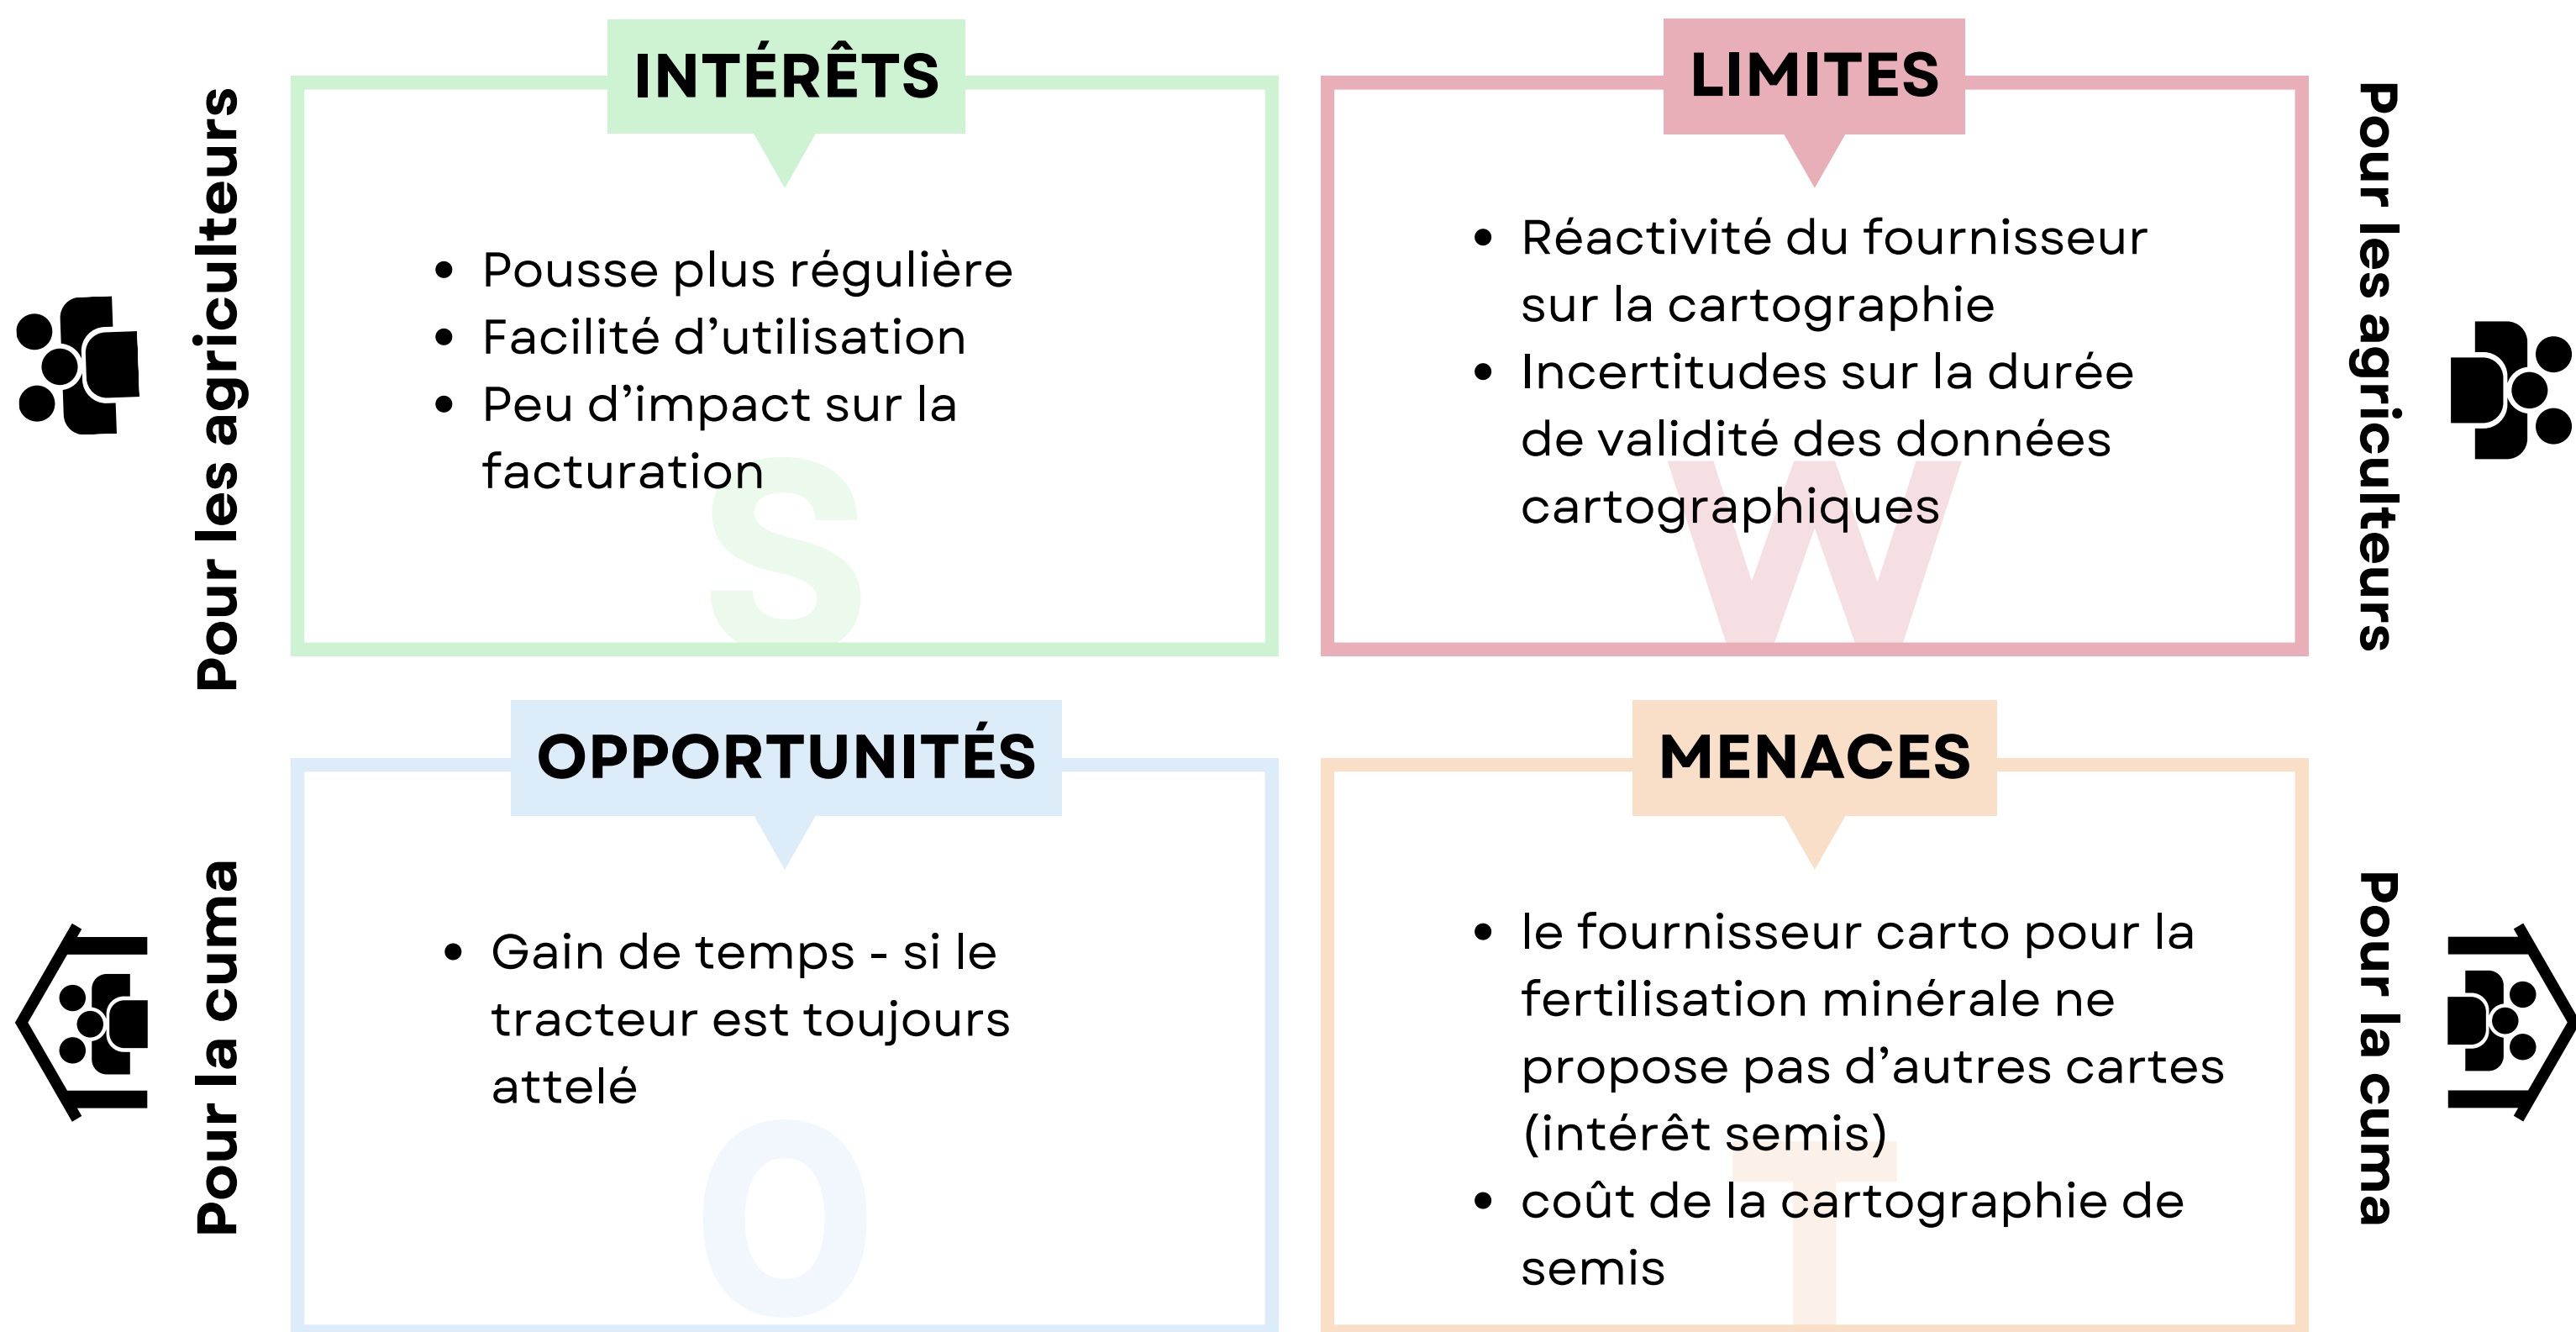 Pour les agriculteurs
INTÉRÊTS
• Pousse plus régulière
• Facilité d’utilisation
• Peu d’impact sur la
facturation
S
LIMITES
• Réactivité du fournisseur
sur la cartographie
• Incertitudes sur la durée
de validité des données
cartographiques
W
Pour les agriculteurs
Pour la cuma
OPPORTUNITÉS
• Gain de temps - si le
tracteur est toujours
attelé
O
MENACES
• le fournisseur carto pour la
fertilisation minérale ne
propose pas d’autres cartes
(intérêt semis)
• coût de la cartographie de
semis
T
Pour la cuma